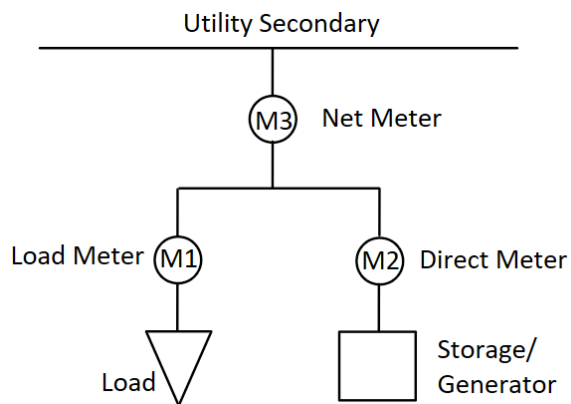 Utility Secondary
M3
Net Meter
Load Meter
M1
M2
Direct Meter
Load
Storage/
Generator